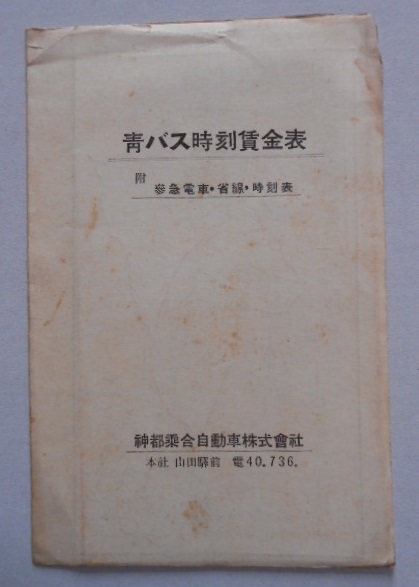 青バス時刻賃金表
附
參急電車・省線・時刻表
神都乘合自動車株式會社
本社 山田驛前 電40.736.